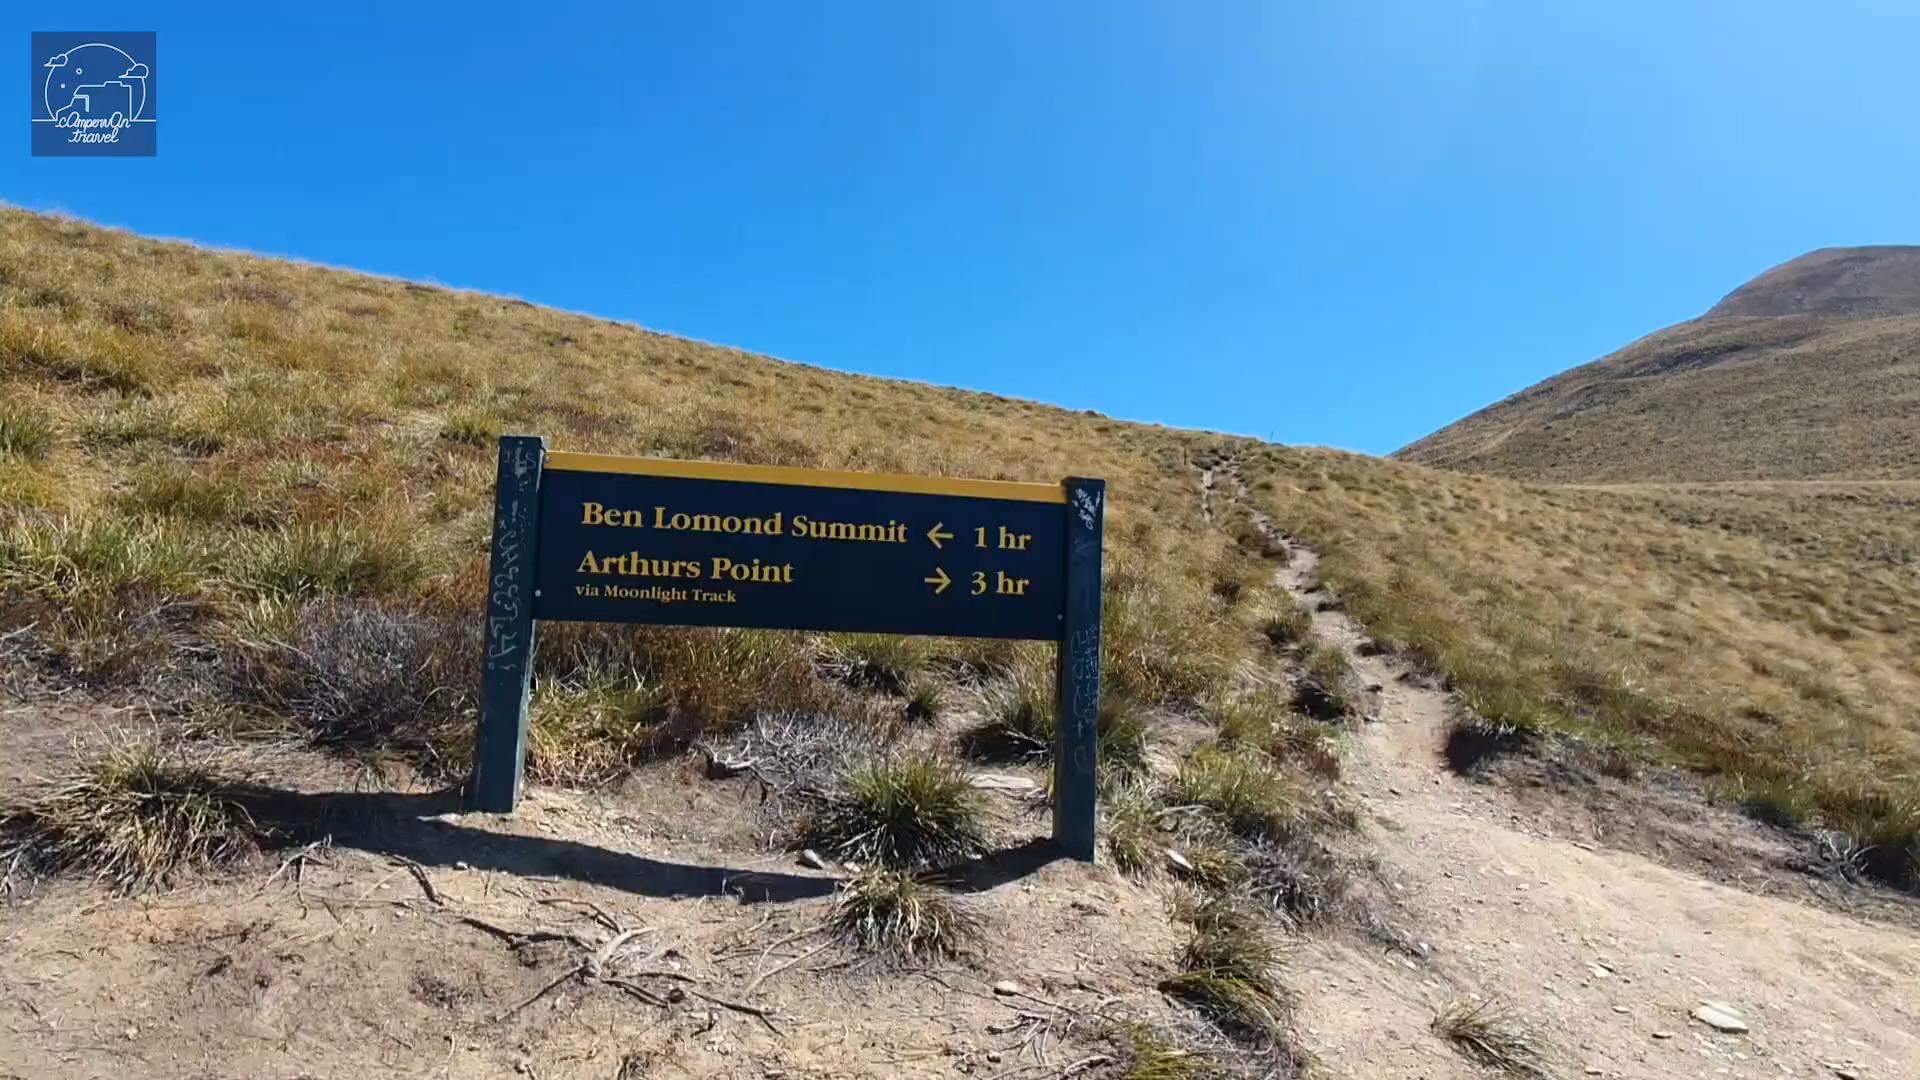 cAmpervAn
travel
Ben Lomond Summit ← 1 hr
Arthurs Point → 3 hr
via Moonlight Track